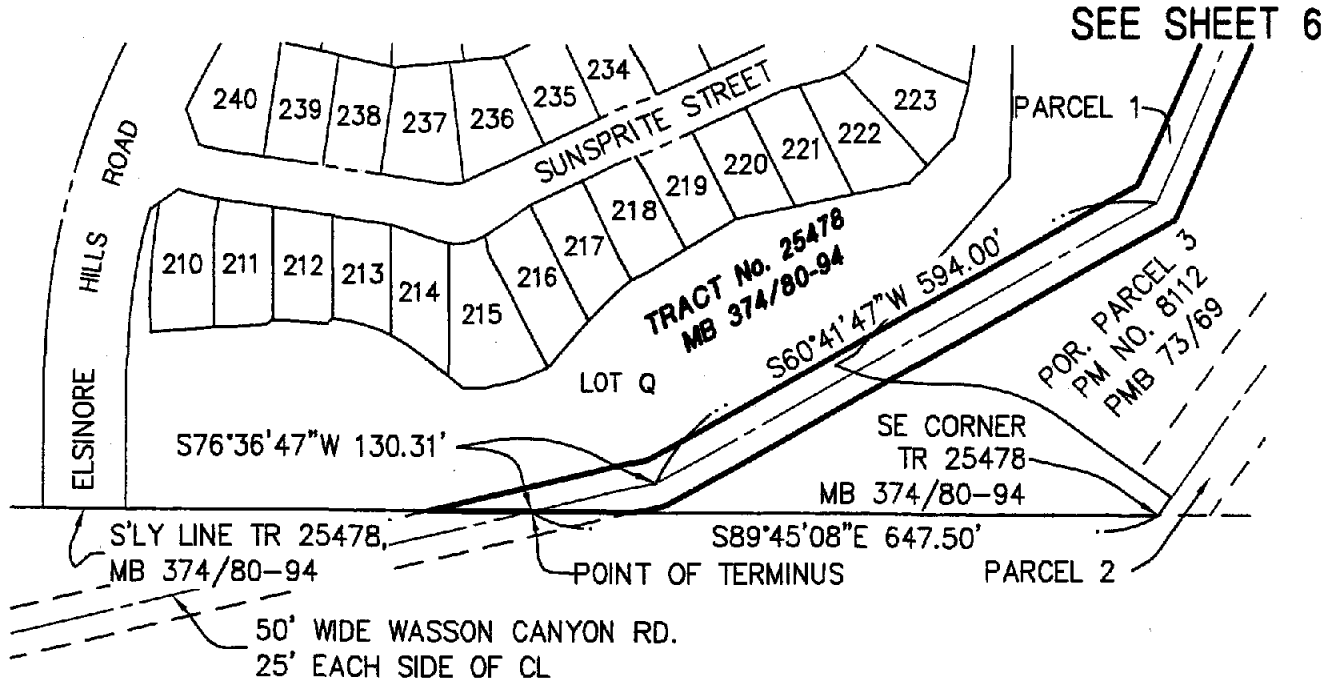 SEE SHEET 6
240
239
238
237
236
235
234
SUNSPRITE STREET
223
222
221
220
219
218
217
216
215
214
213
212
211
210
PARCEL 1
ELSINORE HILLS ROAD
TRACT No. 25478
MB 374/80-94
S60°41'47"W 594.00'
POR. PARCEL 3
PM NO. 8112
PMB 73/69
LOT Q
S76°36'47"W 130.31'
SE CORNER
TR 25478
MB 374/80-94
S'LY LINE TR 25478,
MB 374/80-94
S89°45'08"E 647.50'
POINT OF TERMINUS
PARCEL 2
50' WIDE WASSON CANYON RD.
25' EACH SIDE OF CL